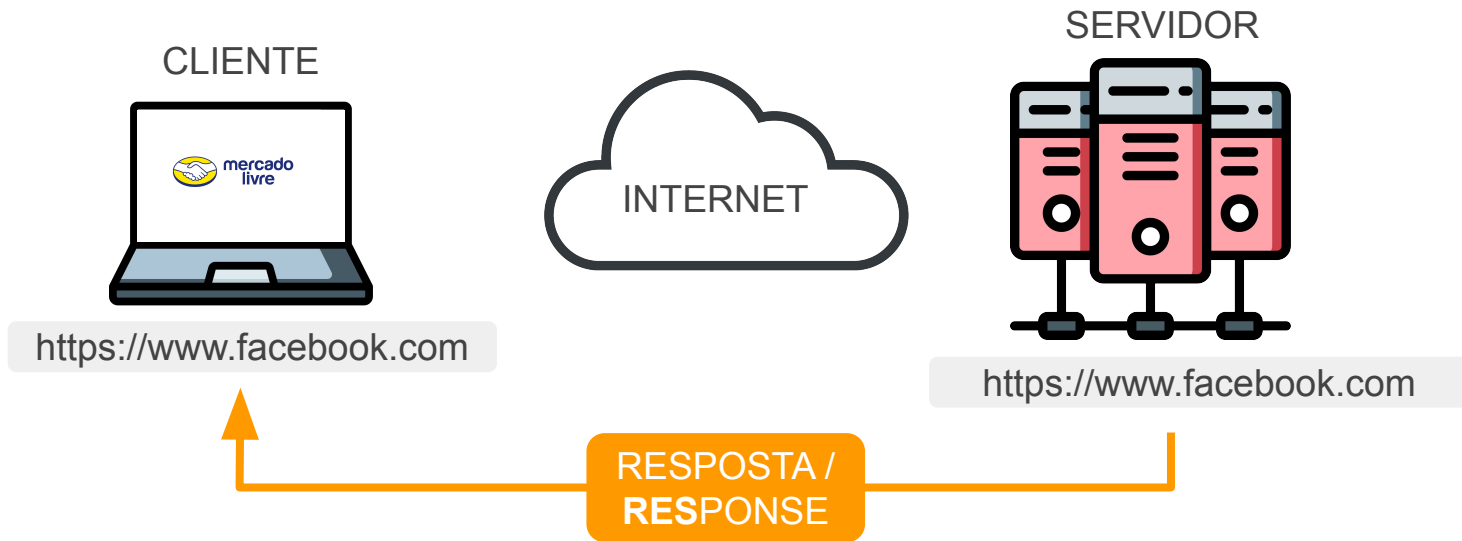 CLIENTE
mercado
livre
https://www.facebook.com
INTERNET
SERVIDOR
https://www.facebook.com
RESPOSTA /
RESPONSE